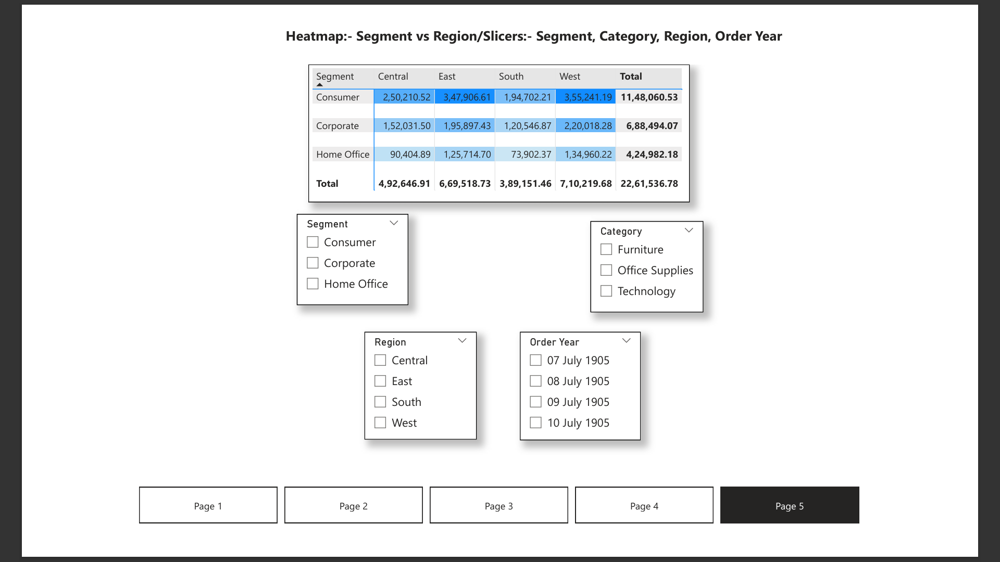 Heatmap:- Segment vs Region/Slicers:- Segment, Category, Region, Order Year
Segment Central East South West Total
Consumer 2,50,210.52 3,47,906.61 1,94,702.21 3,55,241.19 11,48,060.53
Corporate 1,52,031.50 1,95,897.43 1,20,546.87 2,20,018.28 6,88,494.07
Home Office 90,404.89 1,25,714.70 73,902.37 1,34,960.22 4,24,982.18
Total 4,92,646.91 6,69,518.73 3,89,151.46 7,10,219.68 22,61,536.78
Segment
Consumer
Corporate
Home Office
Category
Furniture
Office Supplies
Technology
Region
Central
East
South
West
Order Year
07 July 1905
08 July 1905
09 July 1905
10 July 1905
Page 1
Page 2
Page 3
Page 4
Page 5